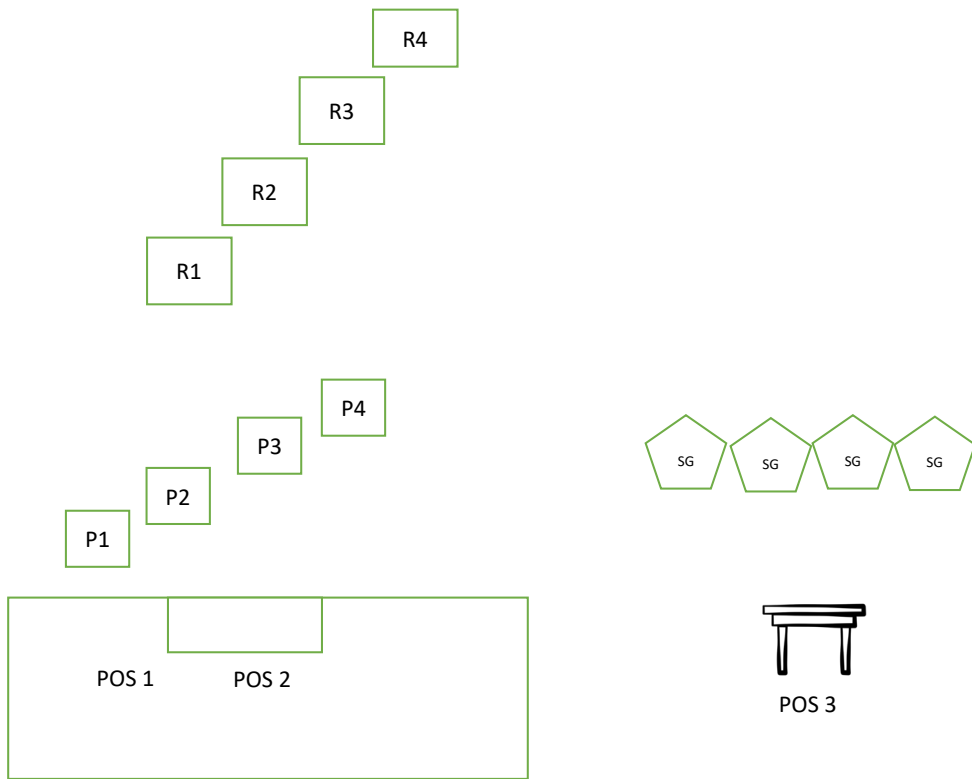 R4
R3
R2
R1
P4
P3
P2
P1
SG SG SG SG
POS 1 POS 2
POS 3